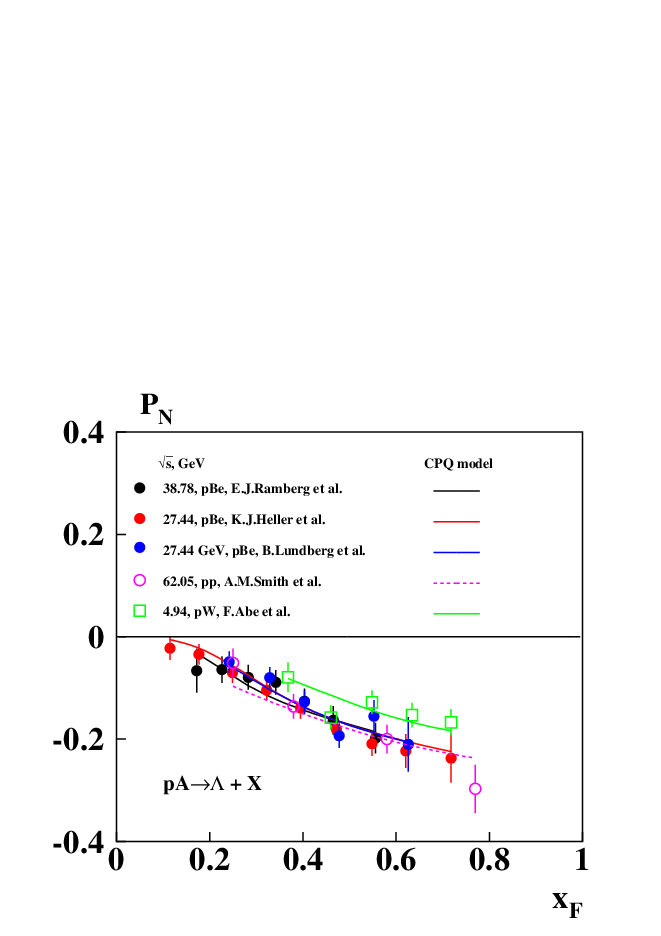 P_N
0.4
√s, GeV CPQ model
38.78, pBe, E.J.Ramberg et al.
0.2
27.44, pBe, K.J.Heller et al.
27.44 GeV, pBe, B.Lundberg et al.
62.05, pp, A.M.Smith et al.
4.94, pW, F.Abe et al.
0
-0.2
pA→Λ + X
-0.4
0 0.2 0.4 0.6 0.8 1
x_F